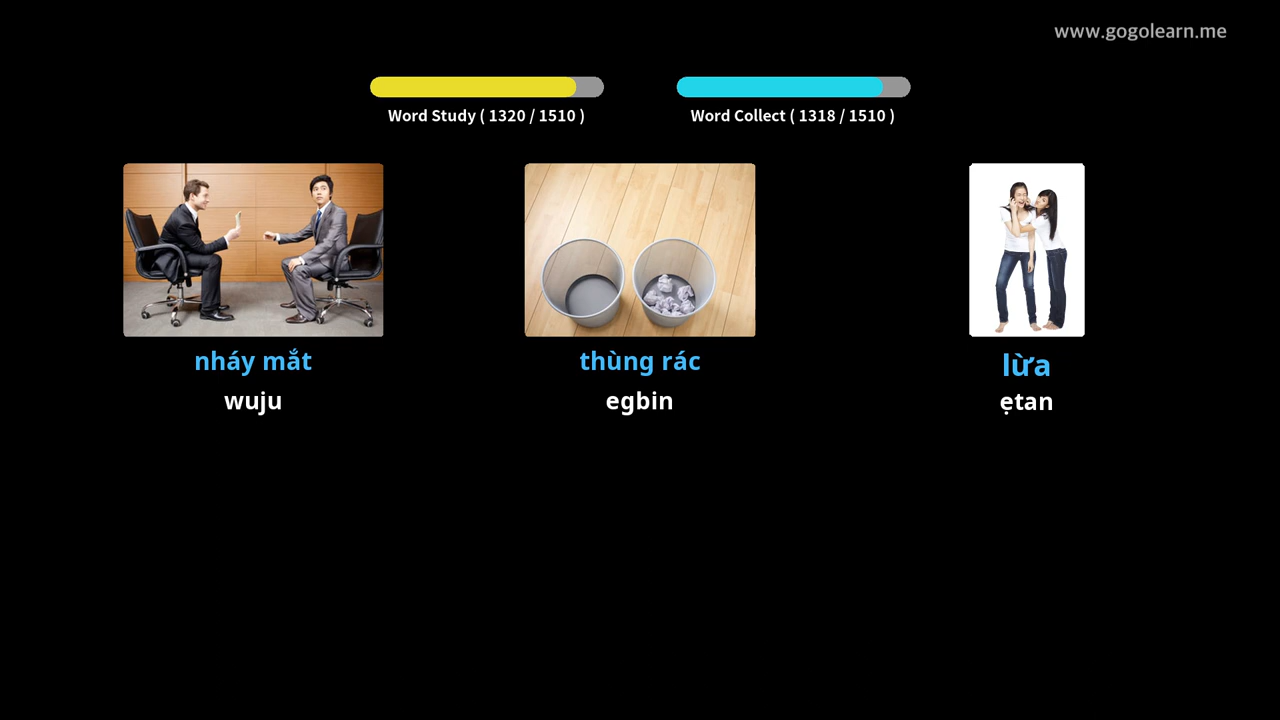 www.gogolearn.me
Word Study ( 1320 / 1510 )
Word Collect ( 1318 / 1510 )
nháy mắt
wuju
thùng rác
egbin
lừa
ẹtan